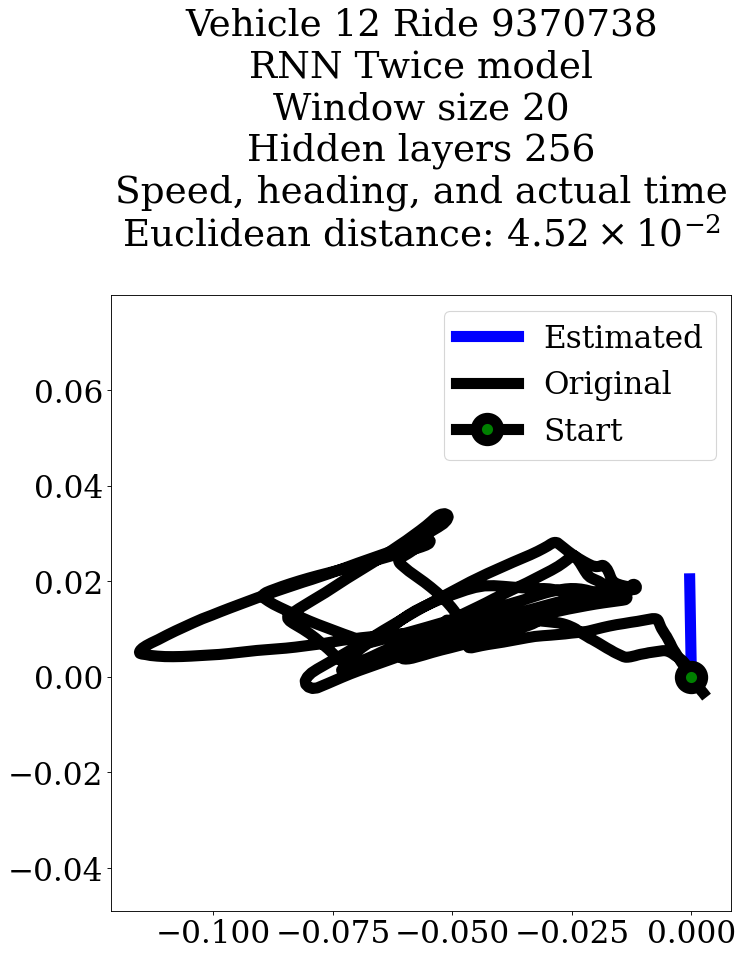 Vehicle 12 Ride 9370738
RNN Twice model
Window size 20
Hidden layers 256
Speed, heading, and actual time
Euclidean distance: 4.52 × 10⁻²
Estimated
Original
Start
0.06
0.04
0.02
0.00
−0.02
−0.04
−0.100 −0.075 −0.050 −0.025 0.000